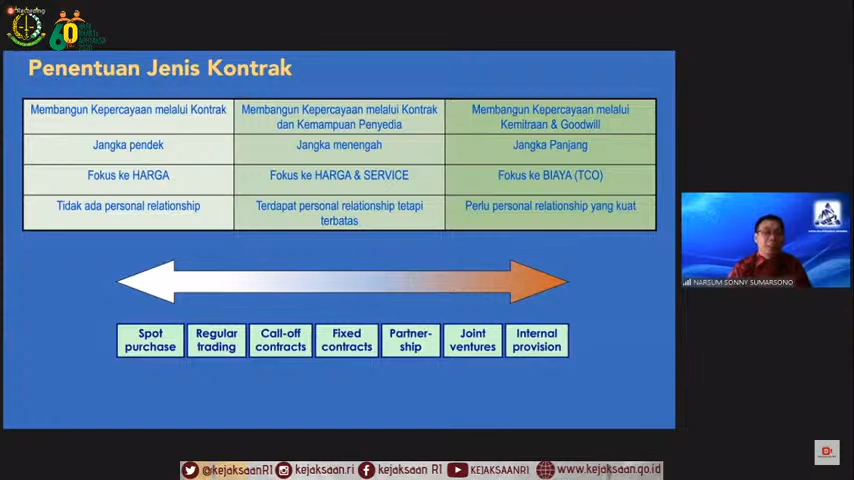 Recording
60
Penentuan Jenis Kontrak
Membangun Kepercayaan melalui Kontrak
Membangun Kepercayaan melalui Kontrak
dan Kemampuan Penyedia
Membangun Kepercayaan melalui
Kemitraan & Goodwill
Jangka pendek
Jangka menengah
Jangka Panjang
Fokus ke HARGA
Fokus ke HARGA & SERVICE
Fokus ke BIAYA (TCO)
Tidak ada personal relationship
Terdapat personal relationship tetapi
terbatas
Perlu personal relationship yang kuat
Spot
purchase
Regular
trading
Call-off
contracts
Fixed
contracts
Partner-
ship
Joint
ventures
Internal
provision
NARSUM SONNY SUMARSONO
@kejaksaanRI
kejaksaan.ri
kejaksaan RI
KEJAKSAANRI
www.kejaksaan.go.id